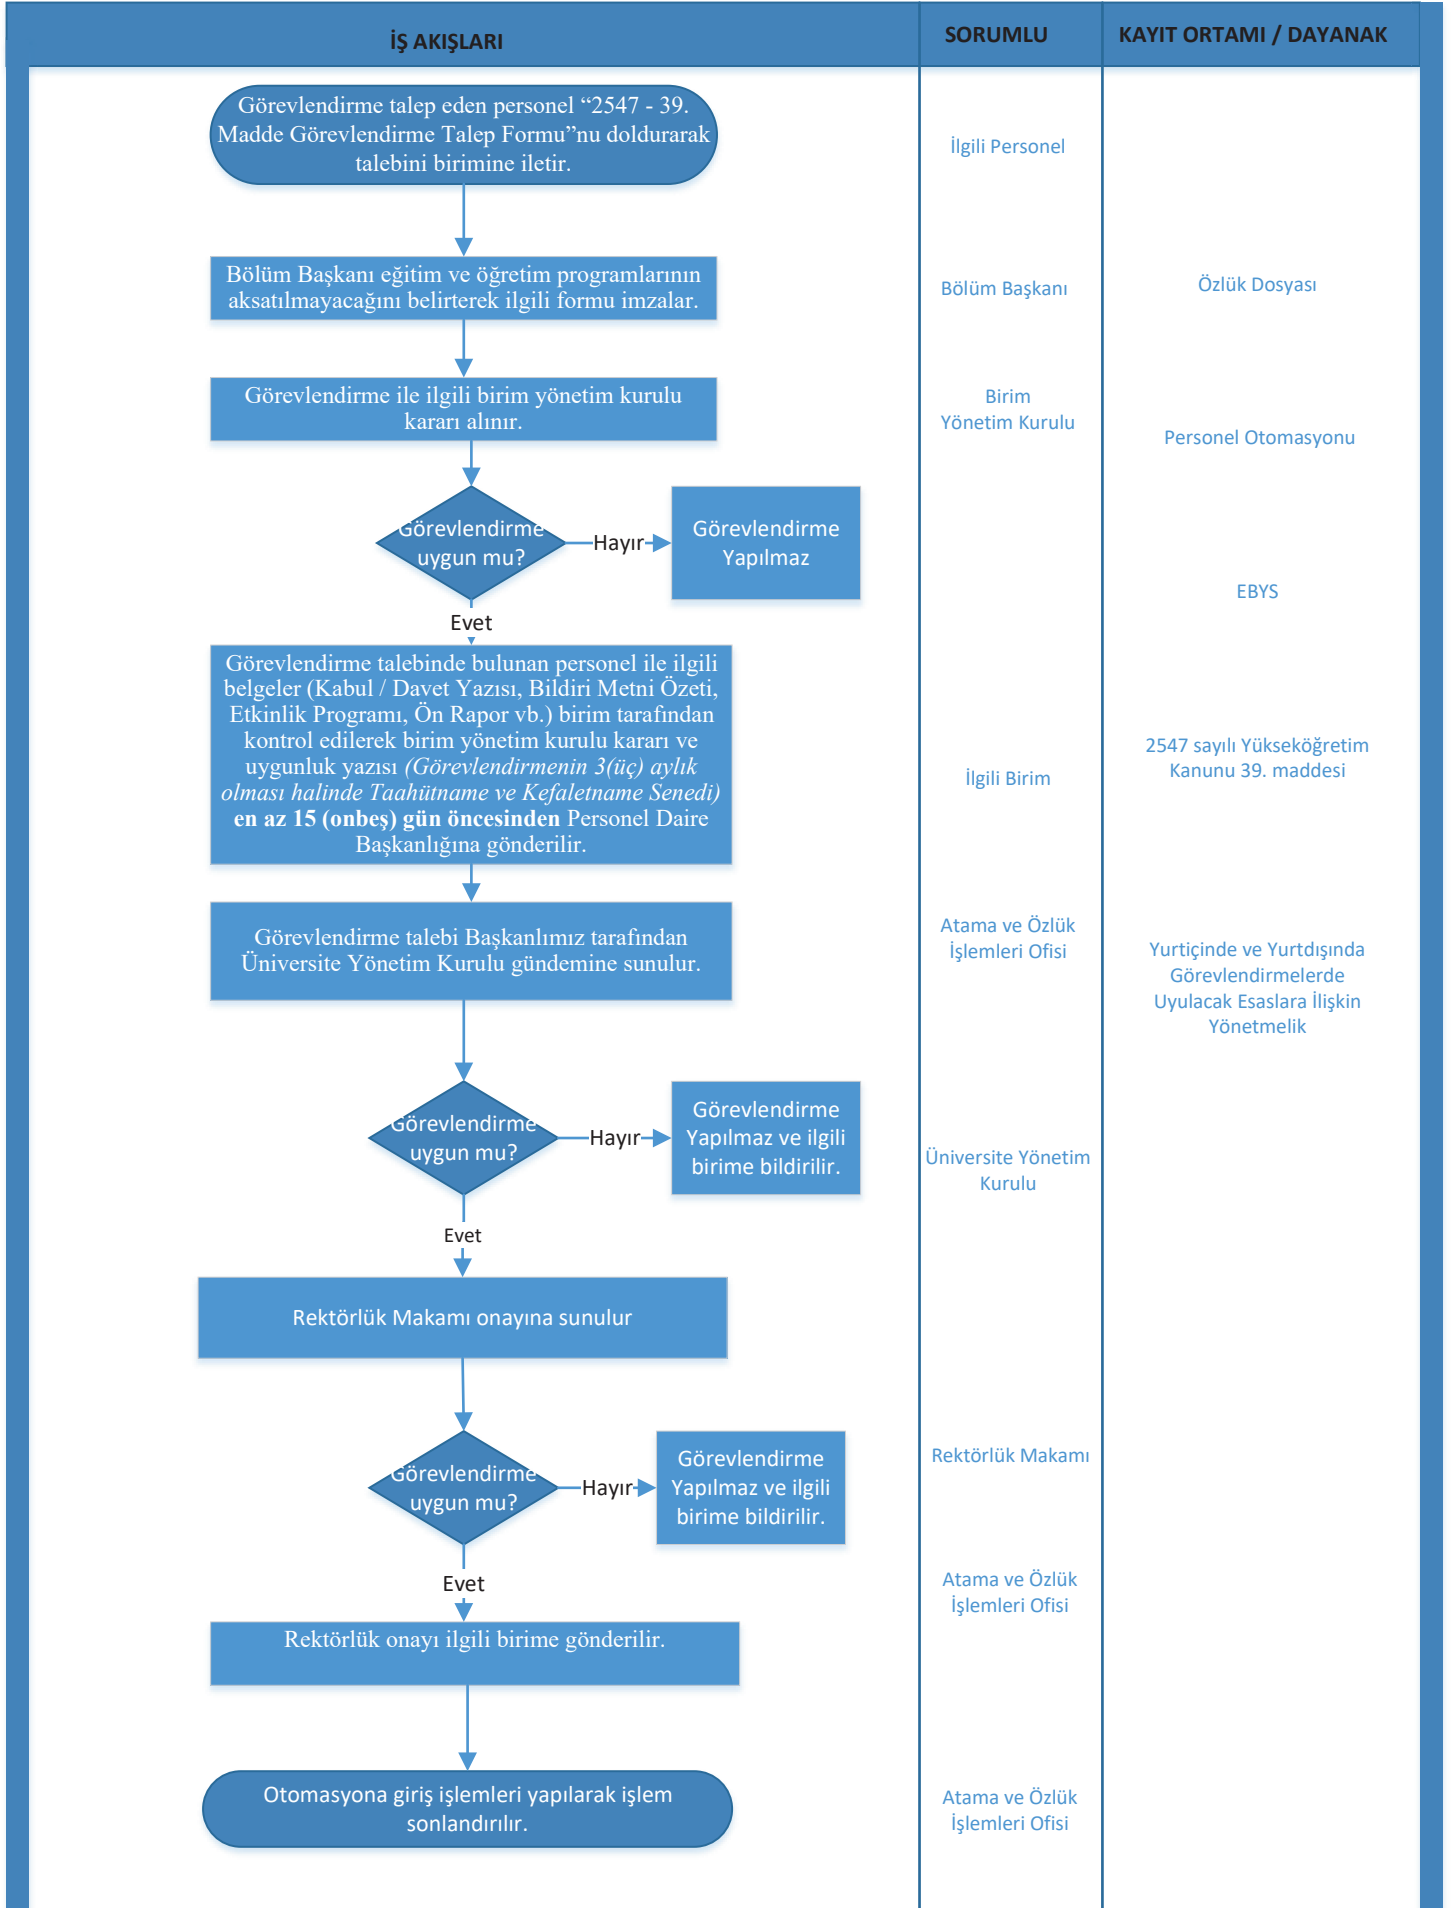 İŞ AKIŞLARI
SORUMLU
KAYIT ORTAMI / DAYANAK
Görevlendirme talep eden personel “2547 - 39.
Madde Görevlendirme Talep Formu”nu doldurarak
talebini birimine iletir.
İlgili Personel
Bölüm Başkanı eğitim ve öğretim programlarının
aksatılmayacağını belirterek ilgili formu imzalar.
Bölüm Başkanı
Özlük Dosyası
Görevlendirme ile ilgili birim yönetim kurulu
kararı alınır.
Birim
Yönetim Kurulu
Personel Otomasyonu
Görevlendirme
uygun mu?
Hayır
Görevlendirme
Yapılmaz
EBYS
Evet
Görevlendirme talebinde bulunan personel ile ilgili
belgeler (Kabul / Davet Yazısı, Bildiri Metni Özeti,
Etkinlik Programı, Ön Rapor vb.) birim tarafından
kontrol edilerek birim yönetim kurulu kararı ve
uygunluk yazısı (Görevlendirmenin 3(üç) aylık
olması halinde Taahütname ve Kefaletname Senedi)
en az 15 (onbeş) gün öncesinden Personel Daire
Başkanlığına gönderilir.
İlgili Birim
2547 sayılı Yükseköğretim
Kanunu 39. maddesi
Görevlendirme talebi Başkanlımız tarafından
Üniversite Yönetim Kurulu gündemine sunulur.
Atama ve Özlük
İşlemleri Ofisi
Yurtiçinde ve Yurtdışında
Görevlendirmelerde
Uyulacak Esaslara İlişkin
Yönetmelik
Görevlendirme
uygun mu?
Hayır
Görevlendirme
Yapılmaz ve ilgili
birime bildirilir.
Üniversite Yönetim
Kurulu
Evet
Rektörlük Makamı onayına sunulur
Görevlendirme
uygun mu?
Hayır
Görevlendirme
Yapılmaz ve ilgili
birime bildirilir.
Rektörlük Makamı
Evet
Atama ve Özlük
İşlemleri Ofisi
Rektörlük onayı ilgili birime gönderilir.
Otomasyona giriş işlemleri yapılarak işlem
sonlandırılır.
Atama ve Özlük
İşlemleri Ofisi